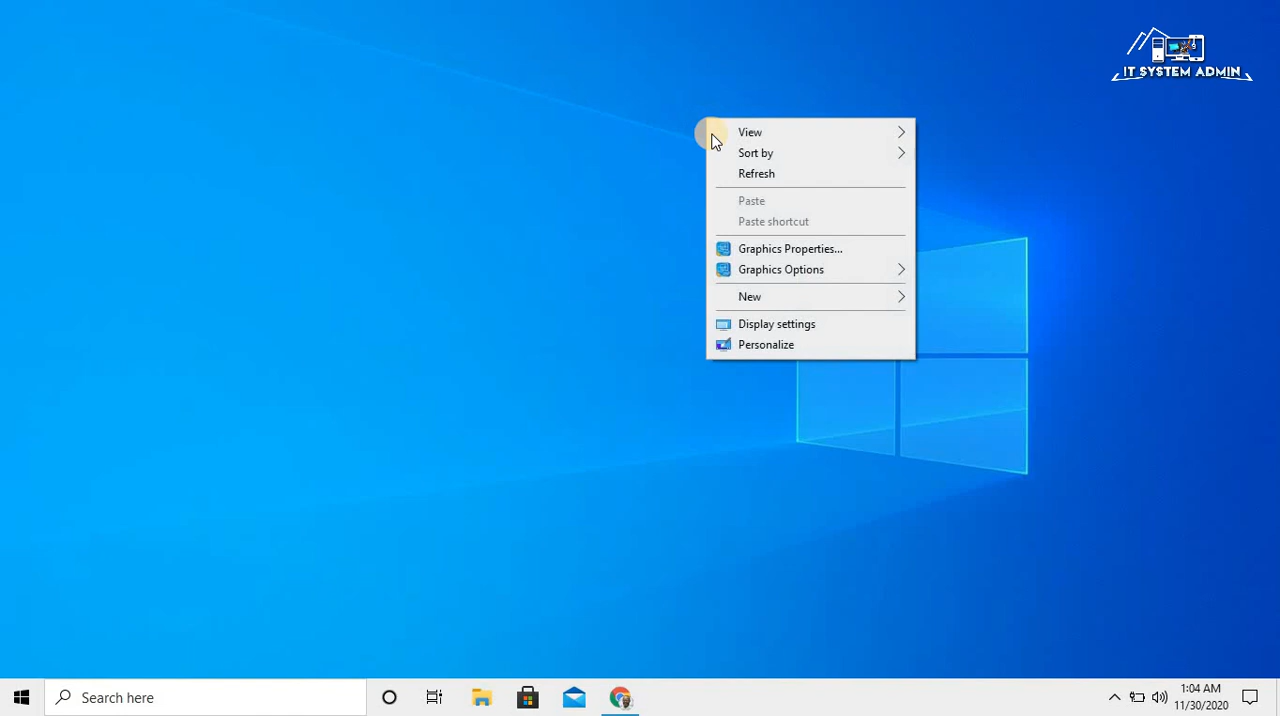 IT SYSTEM ADMIN
View
Sort by
Refresh
Paste
Paste shortcut
Graphics Properties...
Graphics Options
New
Display settings
Personalize
Search here
1:04 AM
11/30/2020